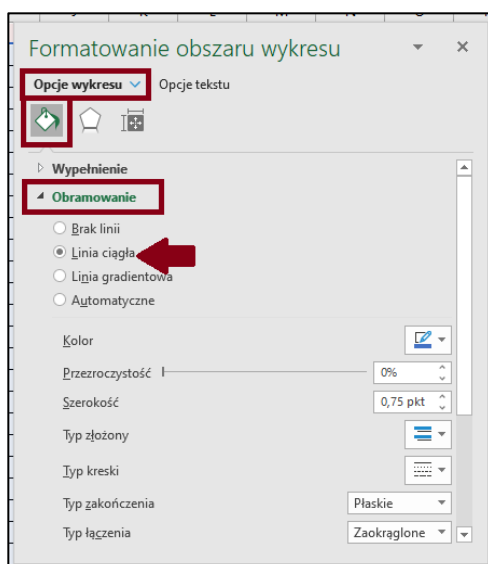 Formatowanie obszaru wykresu
Opcje wykresu Opcje tekstu
Wypełnienie
Obramowanie
Brak linii
Linia ciągła
Linia gradientowa
Automatyczne
Kolor
Przezroczystość 0%
Szerokość 0,75 pkt
Typ złożony
Typ kreski
Typ zakończenia Płaskie
Typ łączenia Zaokrąglone